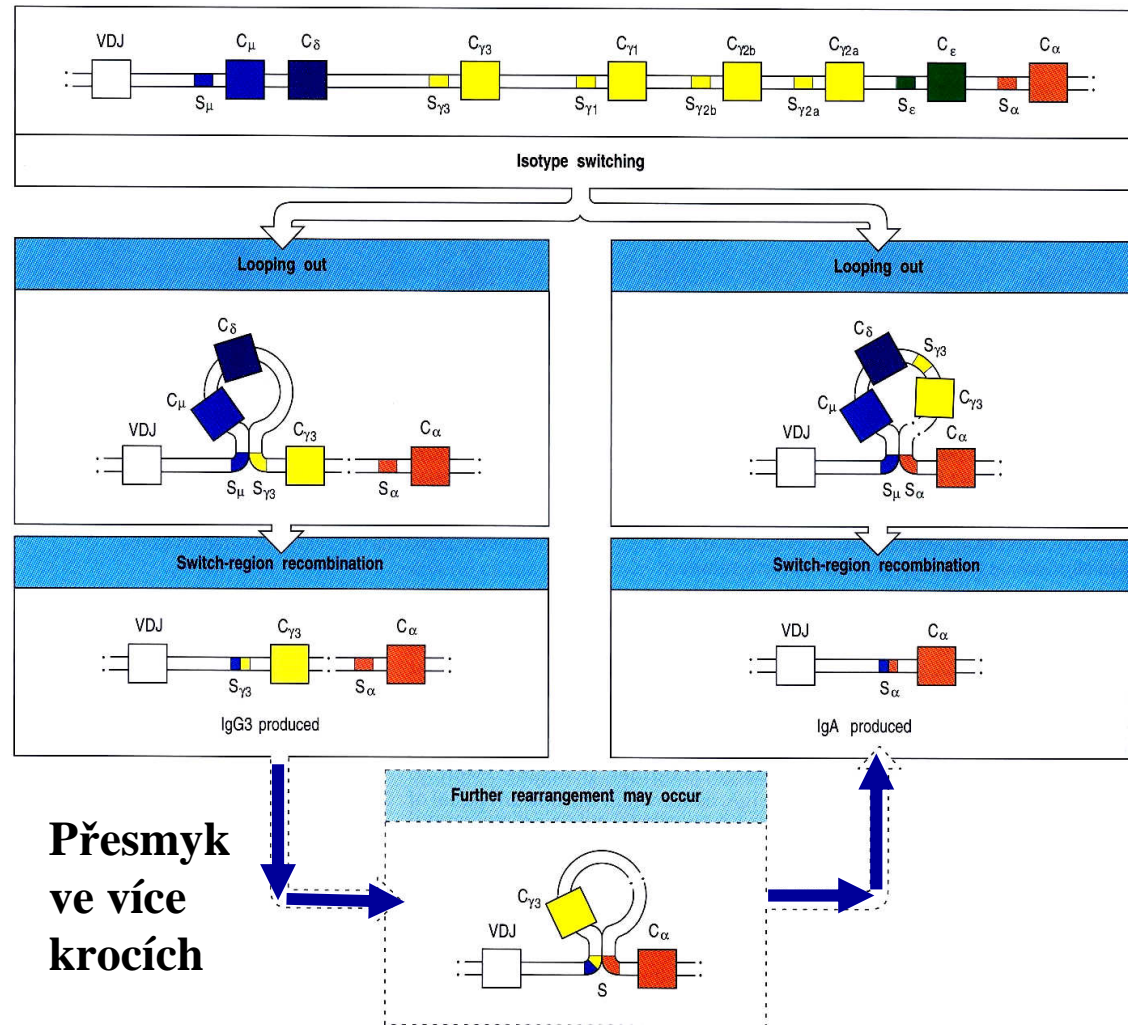 VDJ Cμ Cδ Cγ3 Cγ1 Cγ2b Cγ2a Cε Cα
Sμ Sγ3 Sγ1 Sγ2b Sγ2a Sε Sα
Isotype switching
Looping out
Cδ
Cμ
VDJ Cγ3 Cα
Sμ Sγ3 Sα
Switch-region recombination
VDJ Cγ3 Cα
Sγ3 Sα
IgG3 produced
Looping out
Cδ Sγ3
Cμ Cγ3
VDJ Cα
Sμ Sα
Switch-region recombination
VDJ Cα
Sα
IgA produced
Přesmyk
ve více
krocích
Further rearrangement may occur
Cγ3
VDJ Cα
S